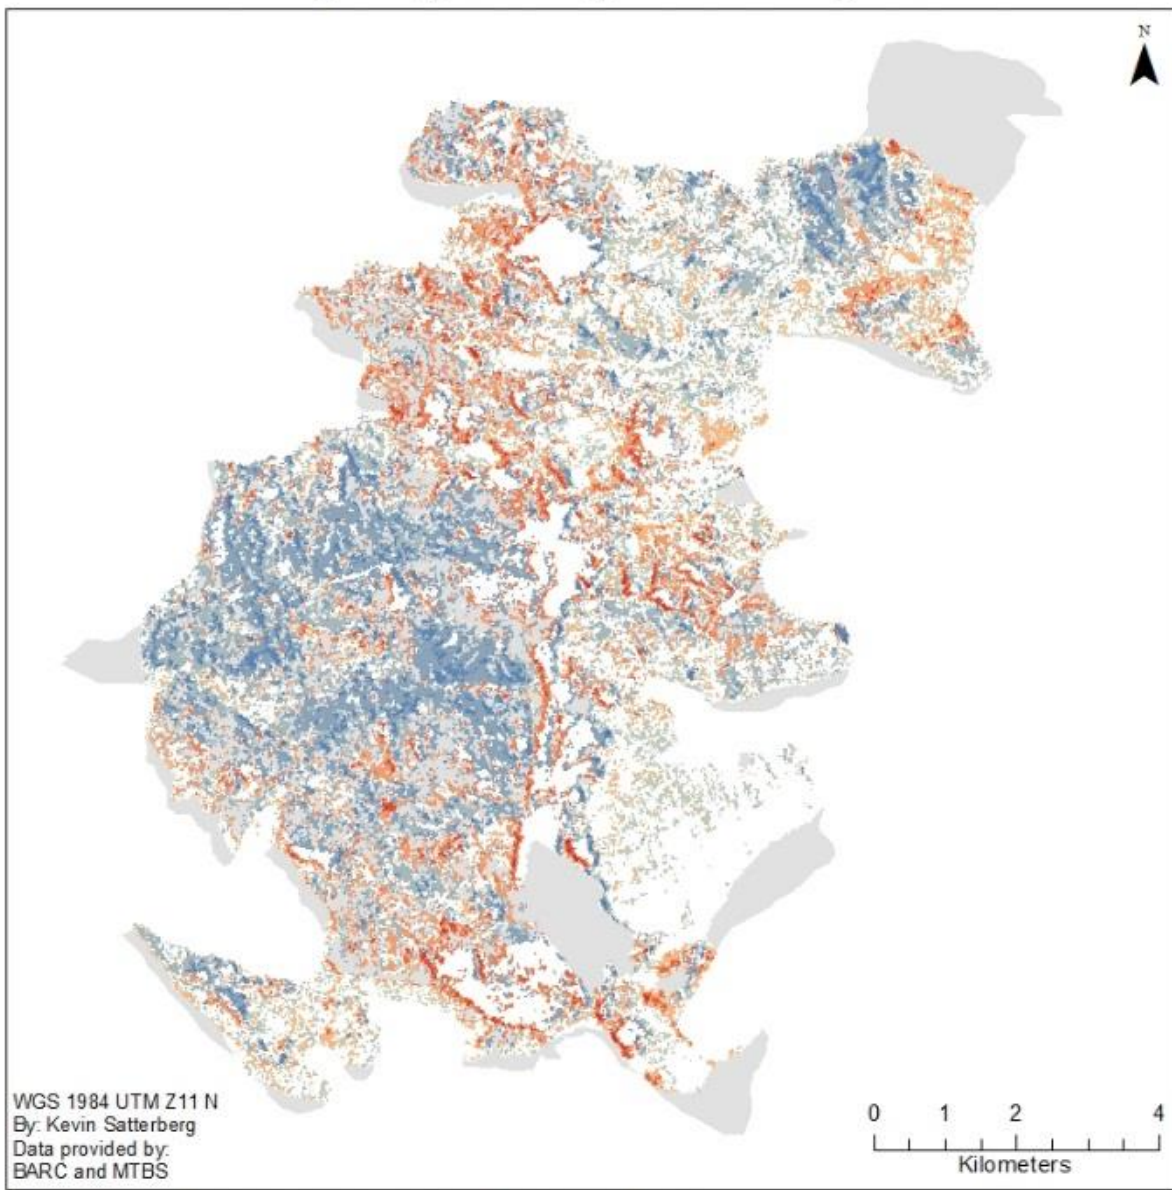 N
WGS 1984 UTM Z11 N
By: Kevin Satterberg
Data provided by:
BARC and MTBS
0 1 2 4
Kilometers